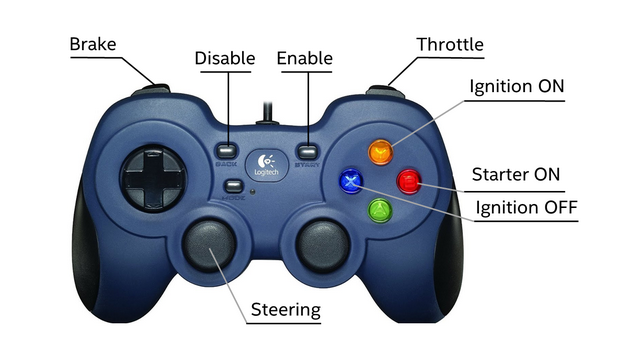 Brake
Disable
Enable
Throttle
Ignition ON
BACK
START
Logitech
MODE
Y
X
B
A
Starter ON
Ignition OFF
Steering